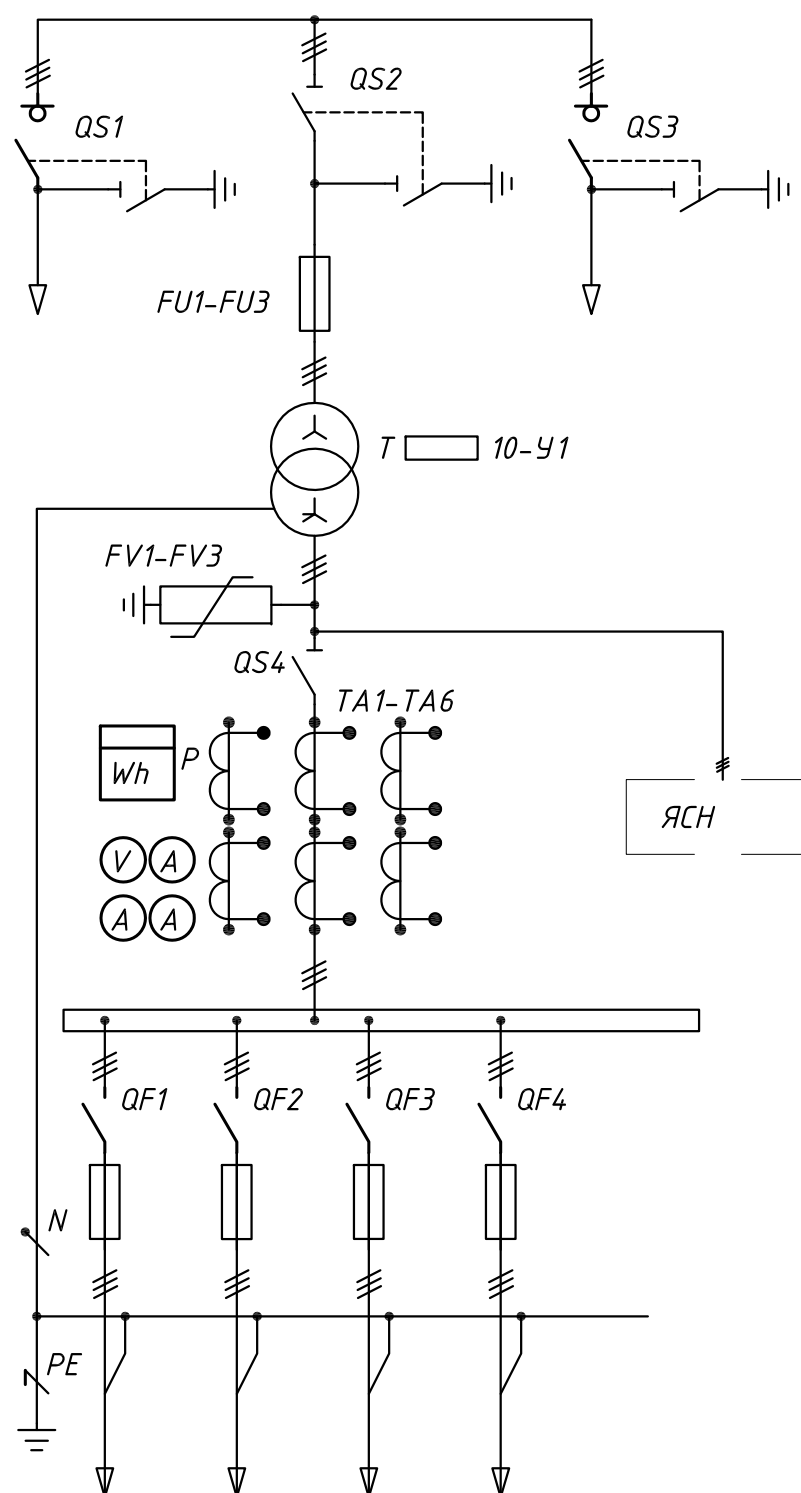 QS1
QS2
QS3
FU1-FU3
T 10-У1
FV1-FV3
QS4
TA1-TA6
Wh P
ЯСН
V A
A A
QF1 QF2 QF3 QF4
N
PE